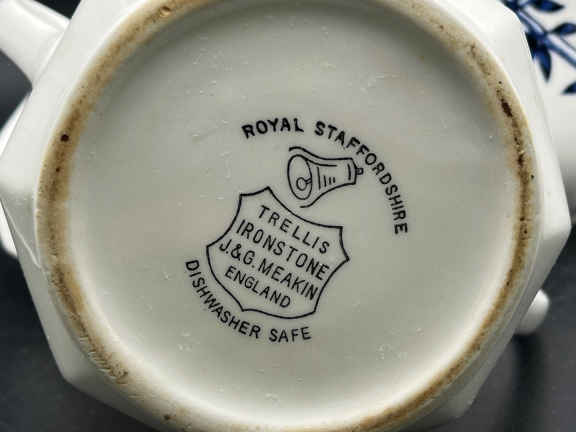 ROYAL STAFFORDSHIRE
TRELLIS
IRONSTONE
J.&G. MEAKIN
ENGLAND
DISHWASHER SAFE